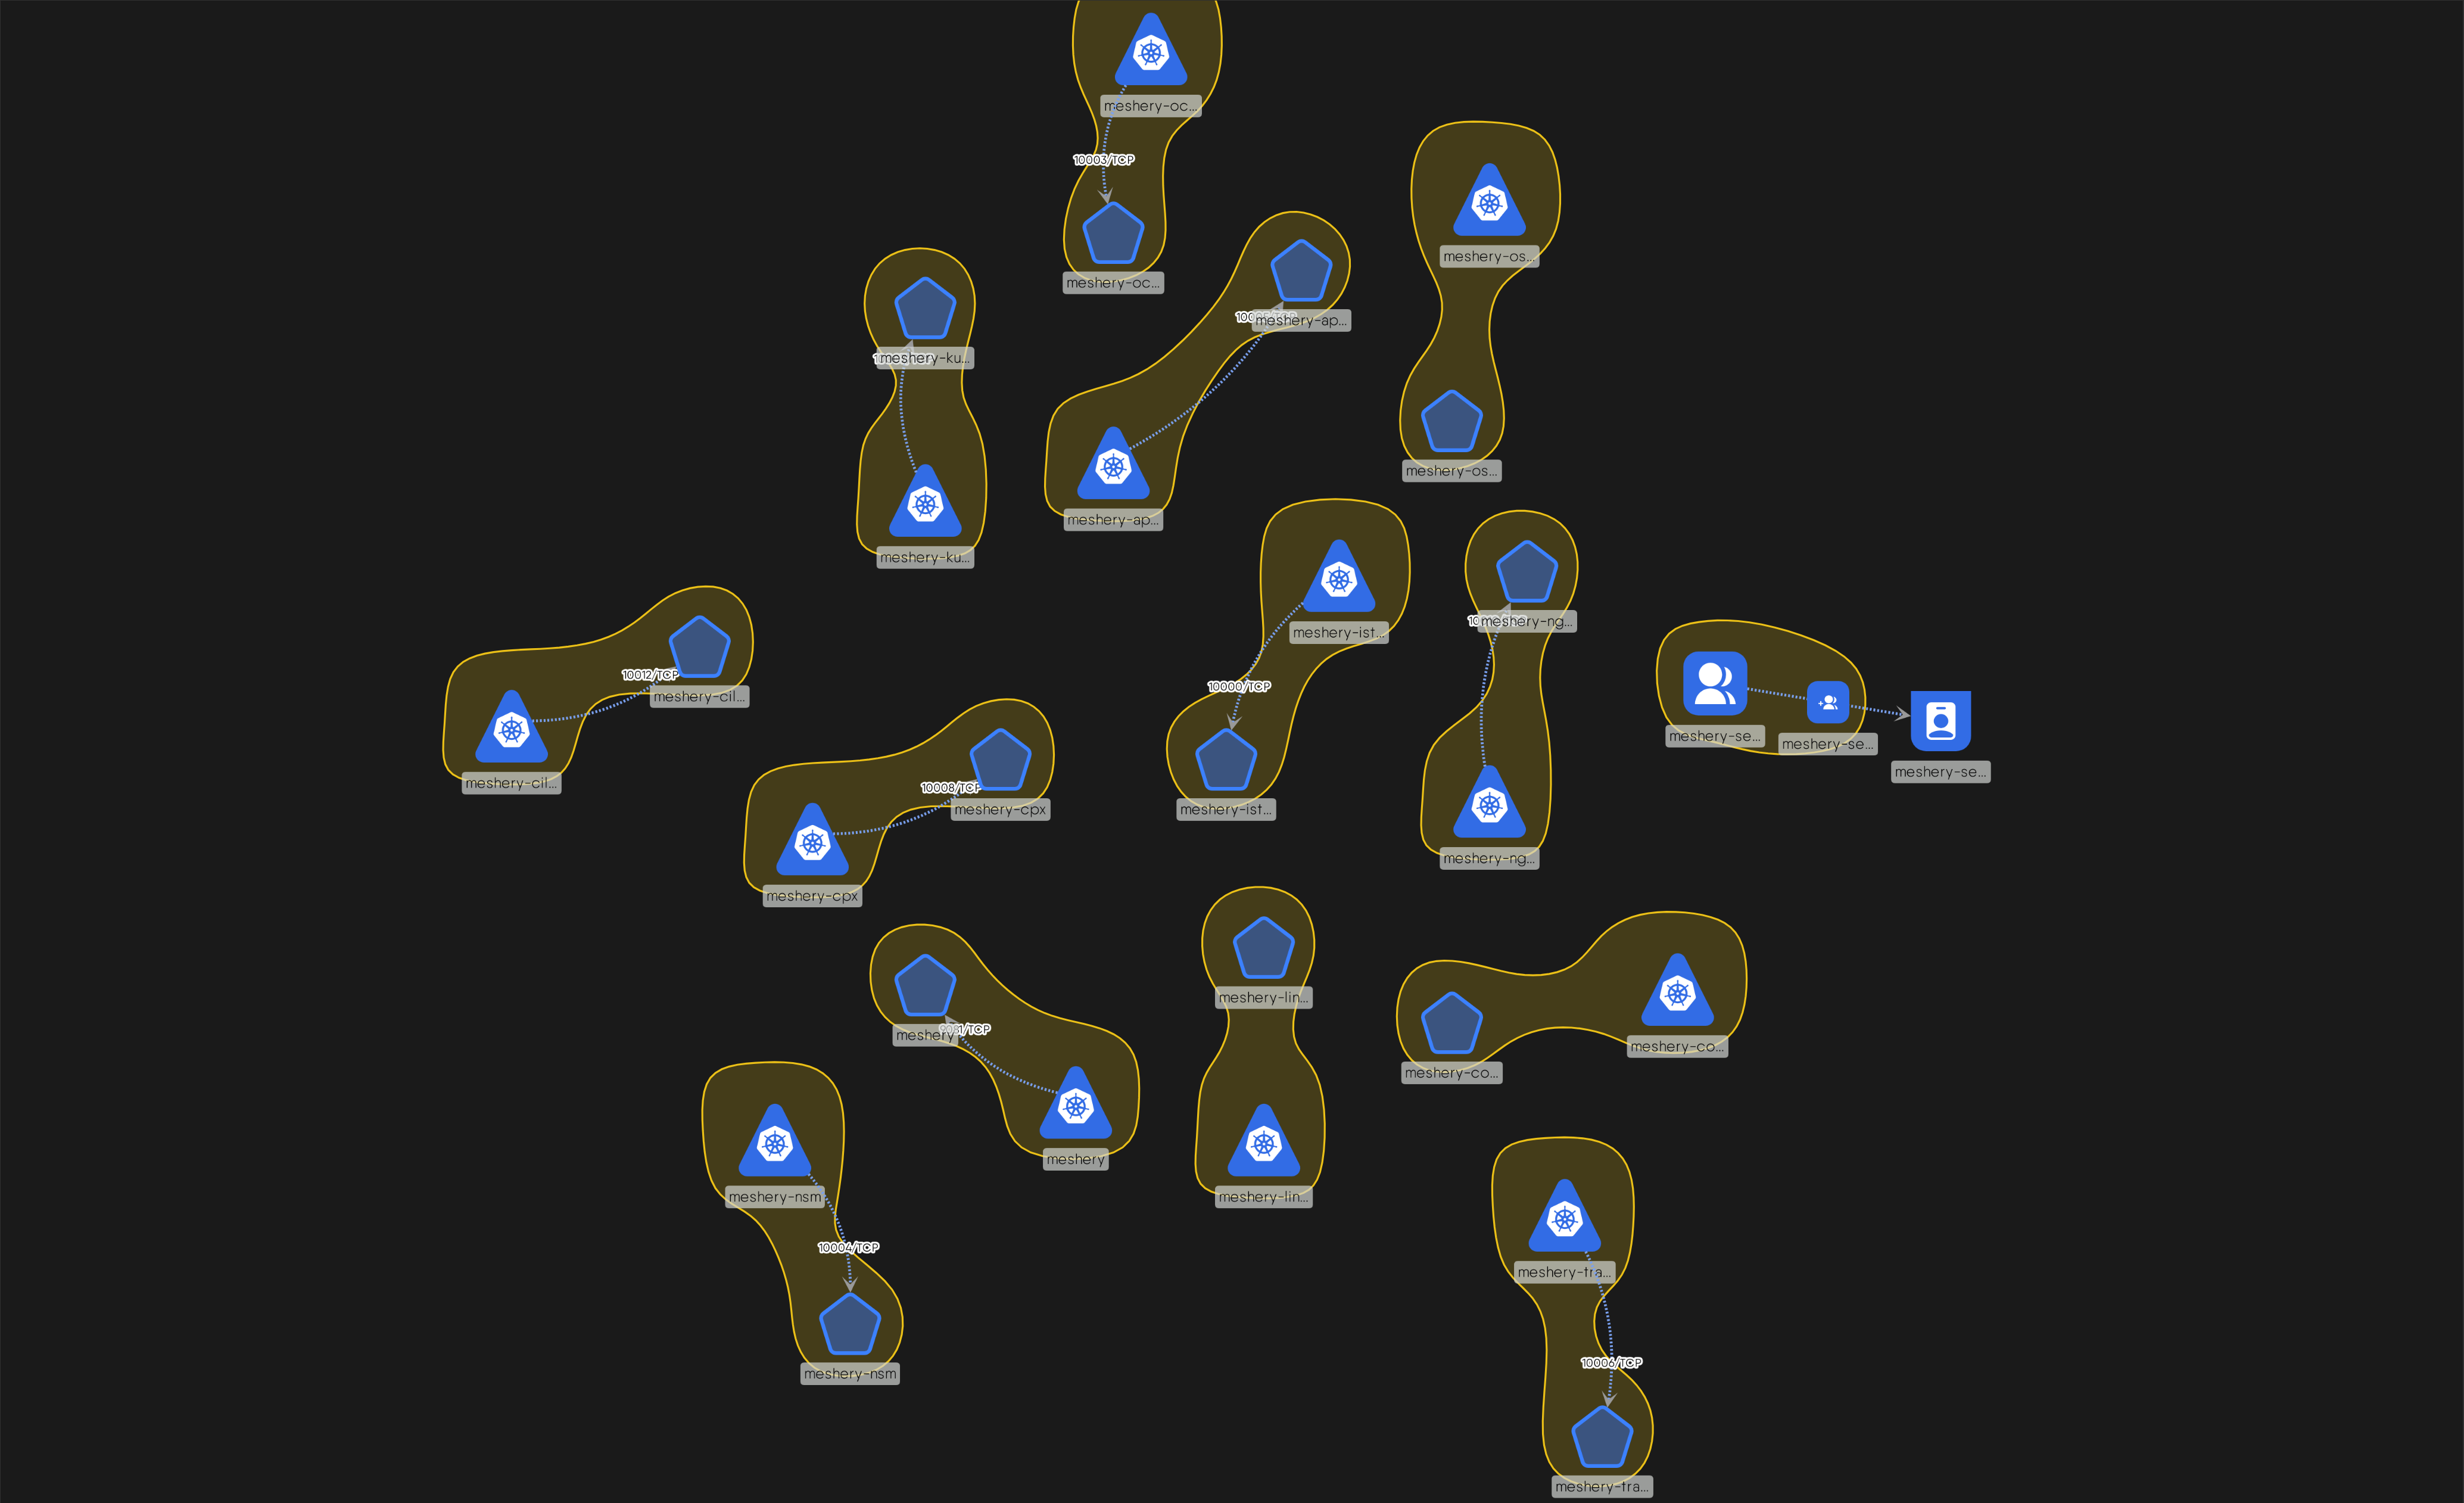 meshery-oc...
10003/TCP
meshery-oc...
meshery-os...
meshery-ap...
meshery-ku...
meshery-os...
meshery-ap...
meshery-ku...
meshery-ist...
meshery-ng...
10012/TCP
meshery-cil...
10000/TCP
meshery-se...
meshery-se...
meshery-se...
meshery-cil...
10008/TCP
meshery-cpx
meshery-ist...
meshery-ng...
meshery-cpx
meshery-lin...
meshery
meshery-co...
meshery-co...
meshery
meshery-nsm
meshery-lin...
10004/TCP
meshery-tra...
10006/TCP
meshery-nsm
meshery-tra...